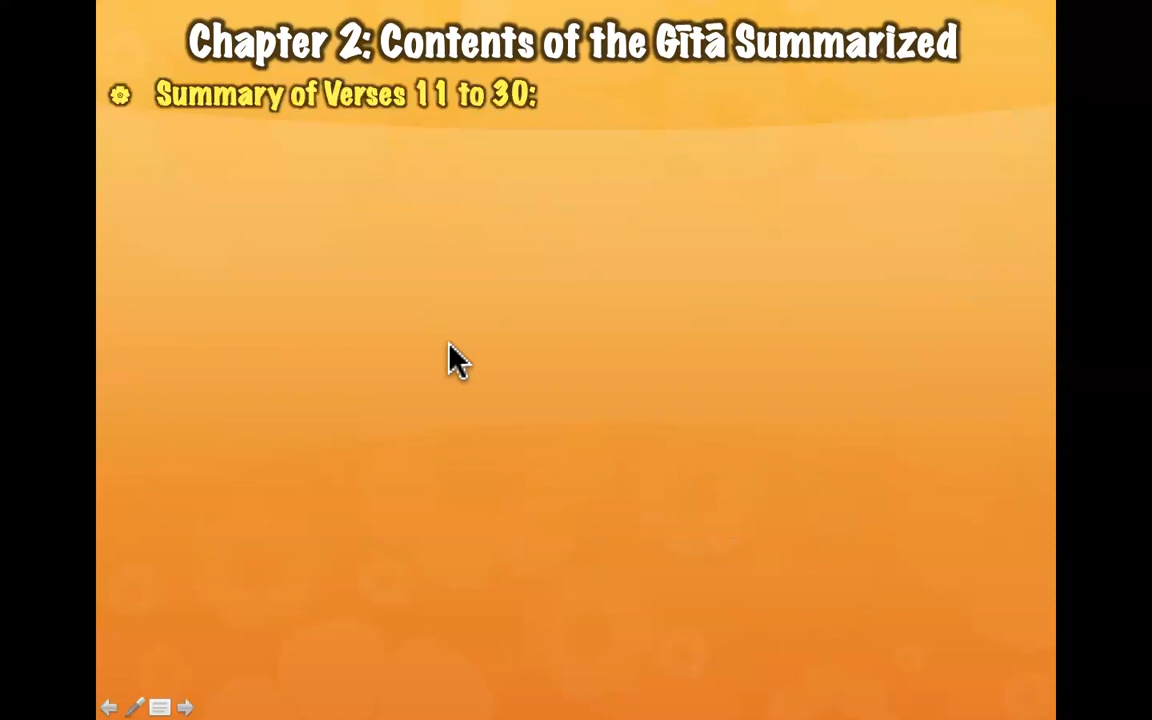 Chapter 2: Contents of the Gītā Summarized
Summary of Verses 11 to 30: